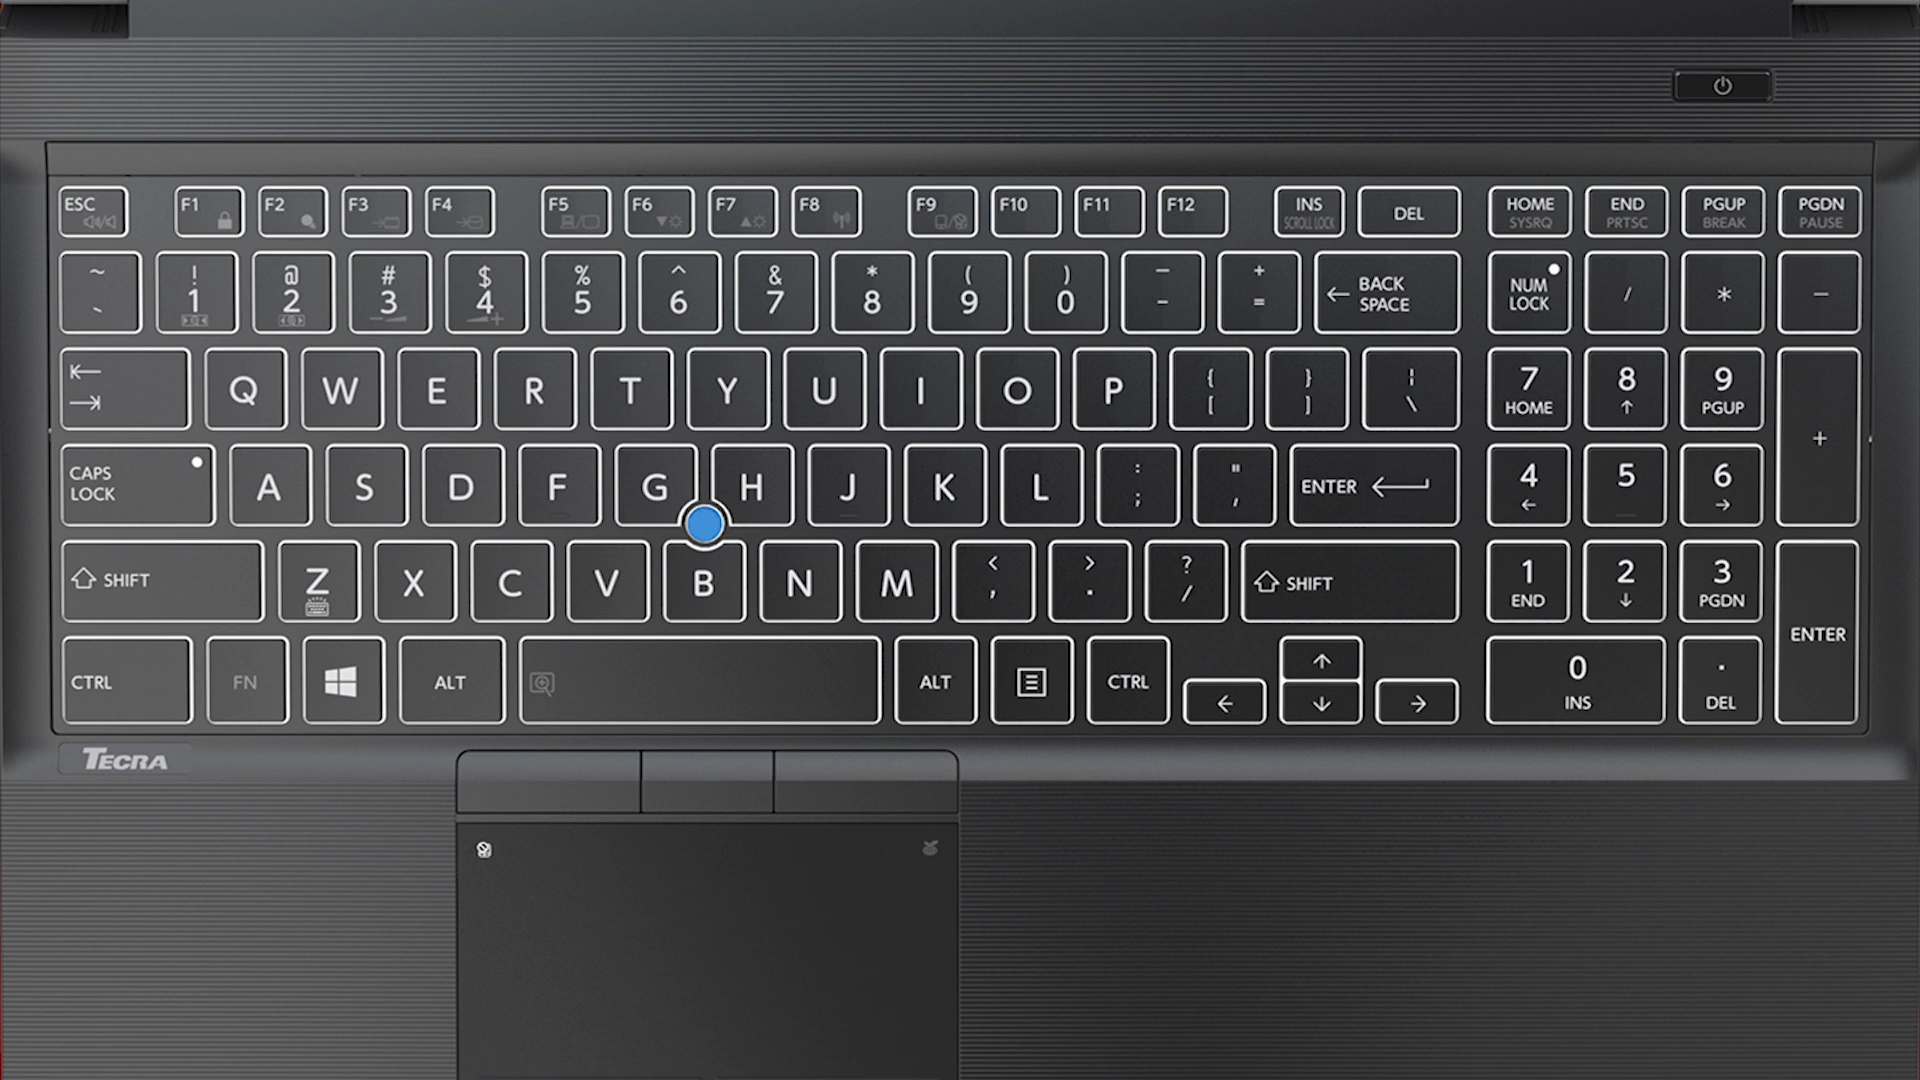 ESC F1 F2 F3 F4 F5 F6 F7 F8 F9 F10 F11 F12 INS DEL HOME END PGUP PGDN
SCROLL LOCK SYSRQ PRTSC BREAK PAUSE
~ ! @ # $ % ^ & * ( ) — +
` 1 2 3 4 5 6 7 8 9 0 - = ← BACK SPACE NUM LOCK / * —
Q W E R T Y U I O P { [ } ] ¦ \ 7 HOME 8 ↑ 9 PGUP +
CAPS LOCK A S D F G H J K L : ; " ' ENTER 4 ← 5 6 →
SHIFT Z X C V B N M < , > . ? / SHIFT 1 END 2 ↓ 3 PGDN ENTER
CTRL FN ALT ALT CTRL ← ↑ ↓ → 0 INS . DEL
TECRA